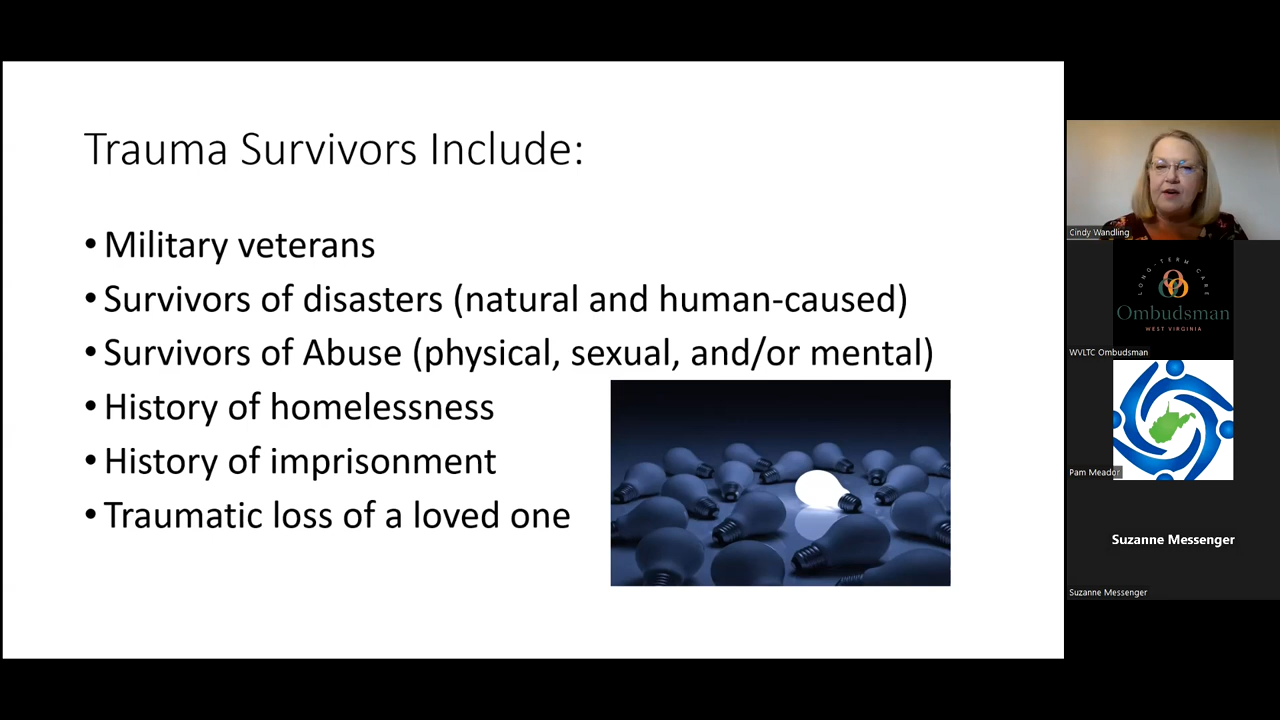 Trauma Survivors Include:
• Military veterans
• Survivors of disasters (natural and human-caused)
• Survivors of Abuse (physical, sexual, and/or mental)
• History of homelessness
• History of imprisonment
• Traumatic loss of a loved one
Cindy Wandling
LONG-TERM CARE
Ombudsman
WEST VIRGINIA
WVLTC Ombudsman
Pam Meador
Suzanne Messenger
Suzanne Messenger